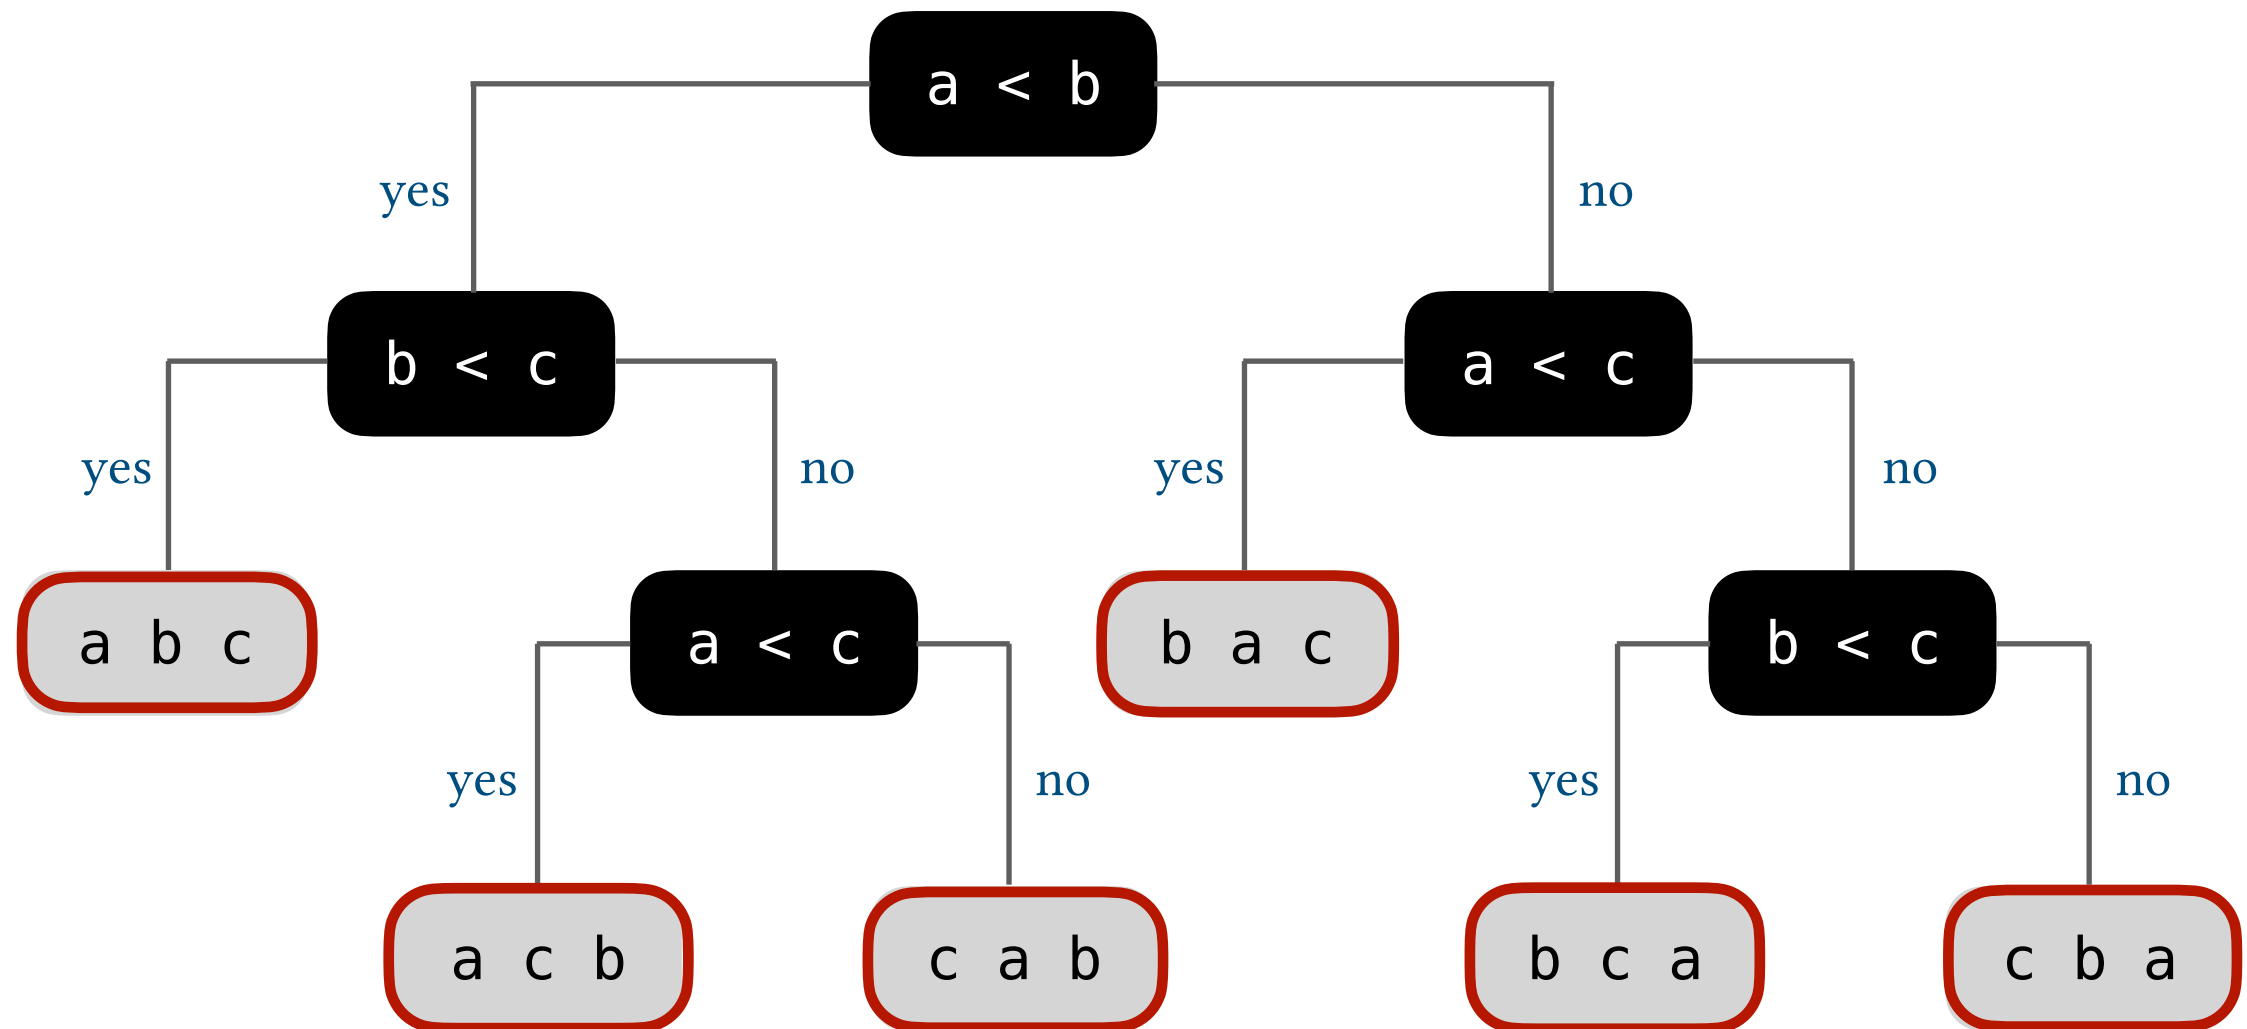 a < b
yes
no
b < c
a < c
yes
no
yes
no
a b c
a < c
b a c
b < c
yes
no
yes
no
a c b
c a b
b c a
c b a